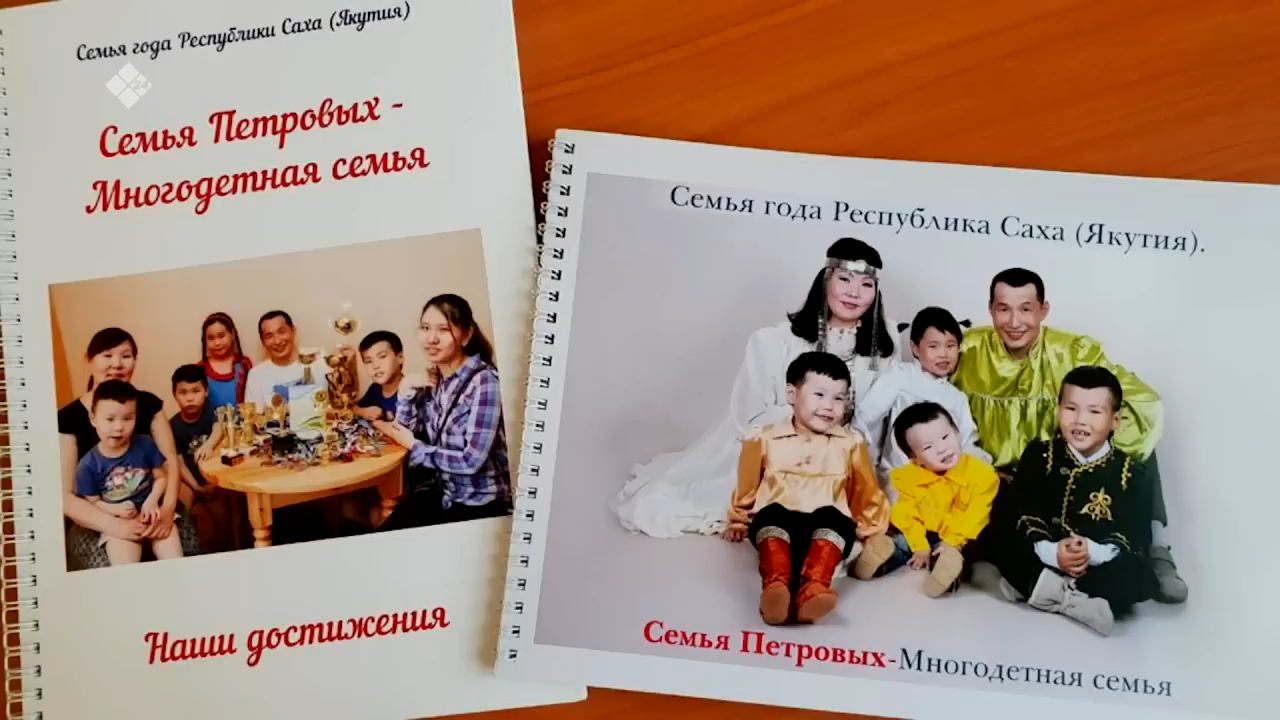 Семья года Республики Саха (Якутия)
24
Семья Петровых -
Многодетная семья
Наши достижения
Семья года Республика Саха (Якутия).
Семья Петровых-Многодетная семья